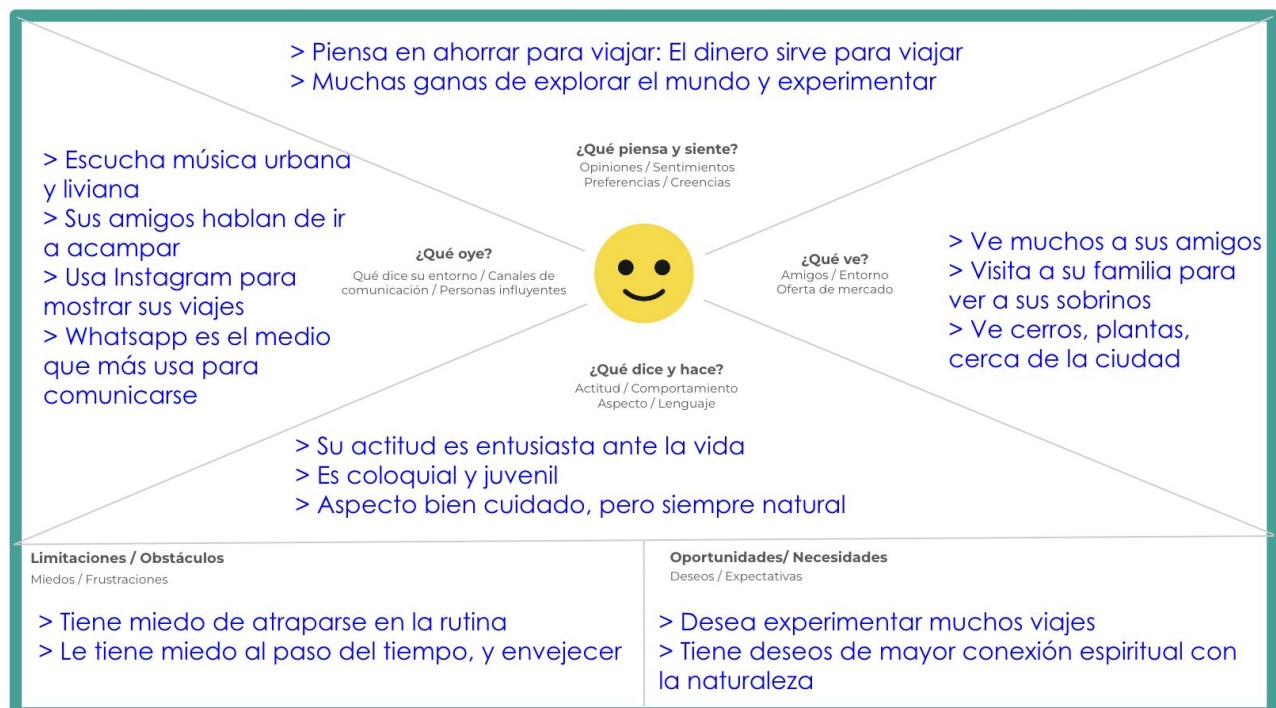 > Piensa en ahorrar para viajar: El dinero sirve para viajar
> Muchas ganas de explorar el mundo y experimentar
¿Qué piensa y siente?
Opiniones / Sentimientos
Preferencias / Creencias
> Escucha música urbana
y liviana
> Sus amigos hablan de ir
a acampar
> Usa Instagram para
mostrar sus viajes
> Whatsapp es el medio
que más usa para
comunicarse
¿Qué oye?
Qué dice su entorno / Canales de
comunicación / Personas influyentes
¿Qué ve?
Amigos / Entorno
Oferta de mercado
> Ve muchos a sus amigos
> Visita a su familia para
ver a sus sobrinos
> Ve cerros, plantas,
cerca de la ciudad
¿Qué dice y hace?
Actitud / Comportamiento
Aspecto / Lenguaje
> Su actitud es entusiasta ante la vida
> Es coloquial y juvenil
> Aspecto bien cuidado, pero siempre natural
Limitaciones / Obstáculos
Miedos / Frustraciones
> Tiene miedo de atraparse en la rutina
> Le tiene miedo al paso del tiempo, y envejecer
Oportunidades/ Necesidades
Deseos / Expectativas
> Desea experimentar muchos viajes
> Tiene deseos de mayor conexión espiritual con
la naturaleza